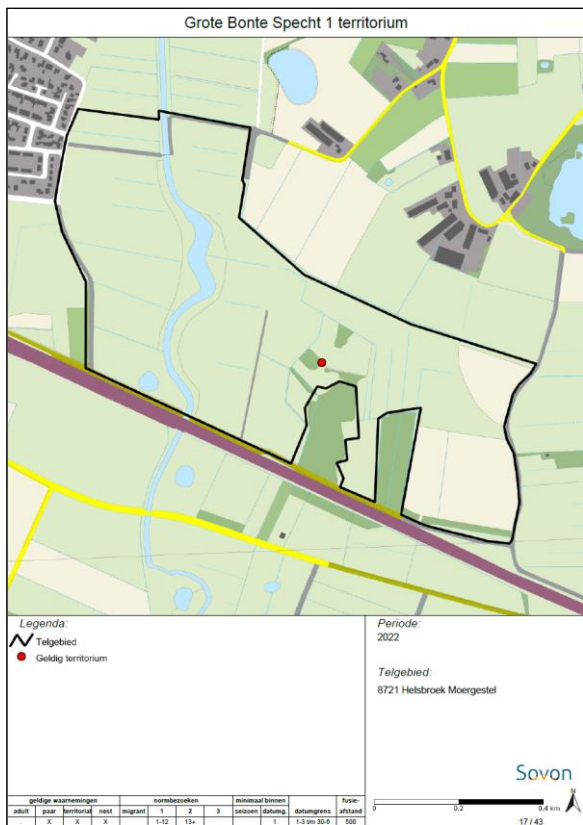 Grote Bonte Specht 1 territorium
Legenda:
Telgebied
Geldig territorium
Periode:
2022
Telgebied:
8721 Helsbroek Moergestel
Sovon
0 0.2 0.4 km
N
17 / 43
geldige waarnemingen normbezoeken minimaal binnen fusie-
adult paar territorial nest migrant 1 2 3 seizoen datumg. datumgrens afstand
. X X X 1-12 13+ 1 1-3 t/m 30-6 500